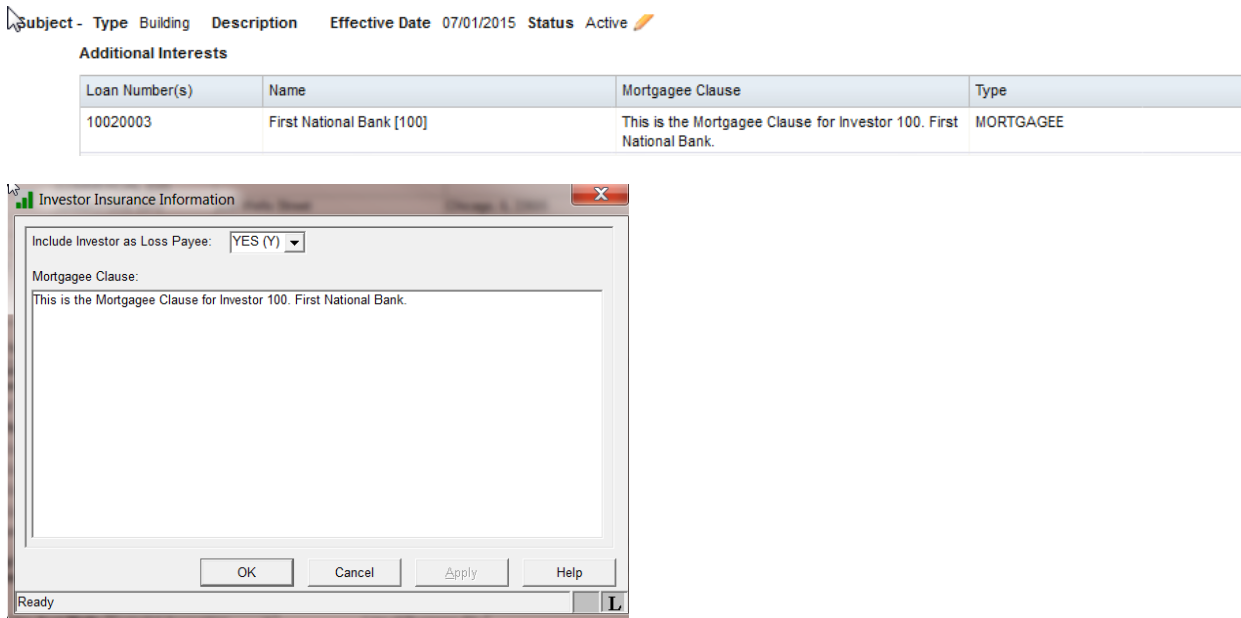 Subject - Type Building Description Effective Date 07/01/2015 Status Active
Additional Interests
Loan Number(s) Name Mortgagee Clause Type
10020003 First National Bank [100] This is the Mortgagee Clause for Investor 100. First MORTGAGEE
National Bank.
Investor Insurance Information
Include Investor as Loss Payee: YES (Y)
Mortgagee Clause:
This is the Mortgagee Clause for Investor 100. First National Bank.
OK Cancel Apply Help
Ready L